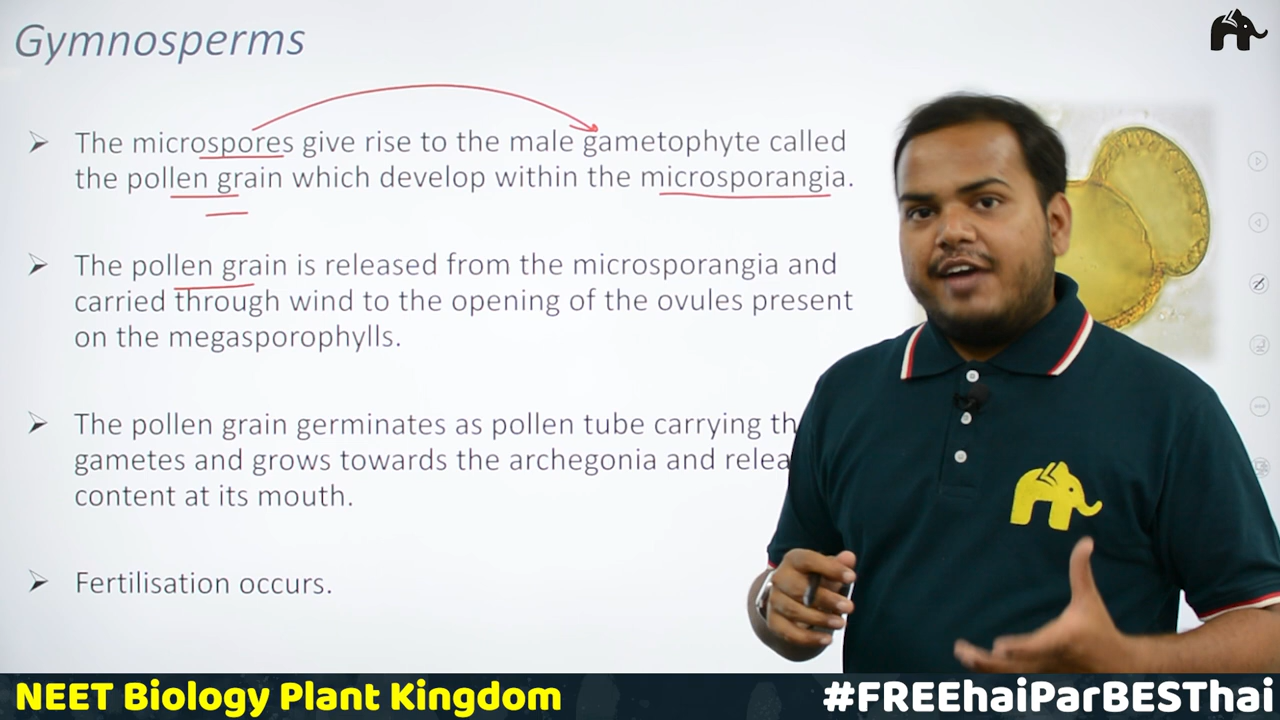 Gymnosperms
The microspores give rise to the male gametophyte called
the pollen grain which develop within the microsporangia.
The pollen grain is released from the microsporangia and
carried through wind to the opening of the ovules present
on the megasporophylls.
The pollen grain germinates as pollen tube carrying th
gametes and grows towards the archegonia and relea
content at its mouth.
Fertilisation occurs.
NEET Biology Plant Kingdom
#FREEhaiParBESThai